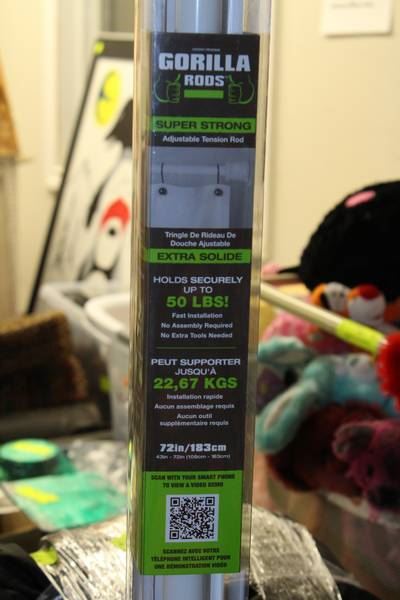 GORILLA
RODS
SUPER STRONG
Adjustable Tension Rod
Tringle De Rideau De
Douche Ajustable
EXTRA SOLIDE
HOLDS SECURELY
UP TO
50 LBS!
Fast Installation
No Assembly Required
No Extra Tools Needed
PEUT SUPPORTER
JUSQU'À
22,67 KGS
Installation rapide
Aucun assemblage requis
Aucun outil
supplémentaire requis
72in/183cm
43in - 72in (109cm - 183cm)
SCAN WITH YOUR SMART PHONE
TO VIEW A VIDEO DEMO
SCANNEZ AVEC VOTRE
TÉLÉPHONE INTELLIGENT POUR
UNE DÉMONSTRATION VIDÉO